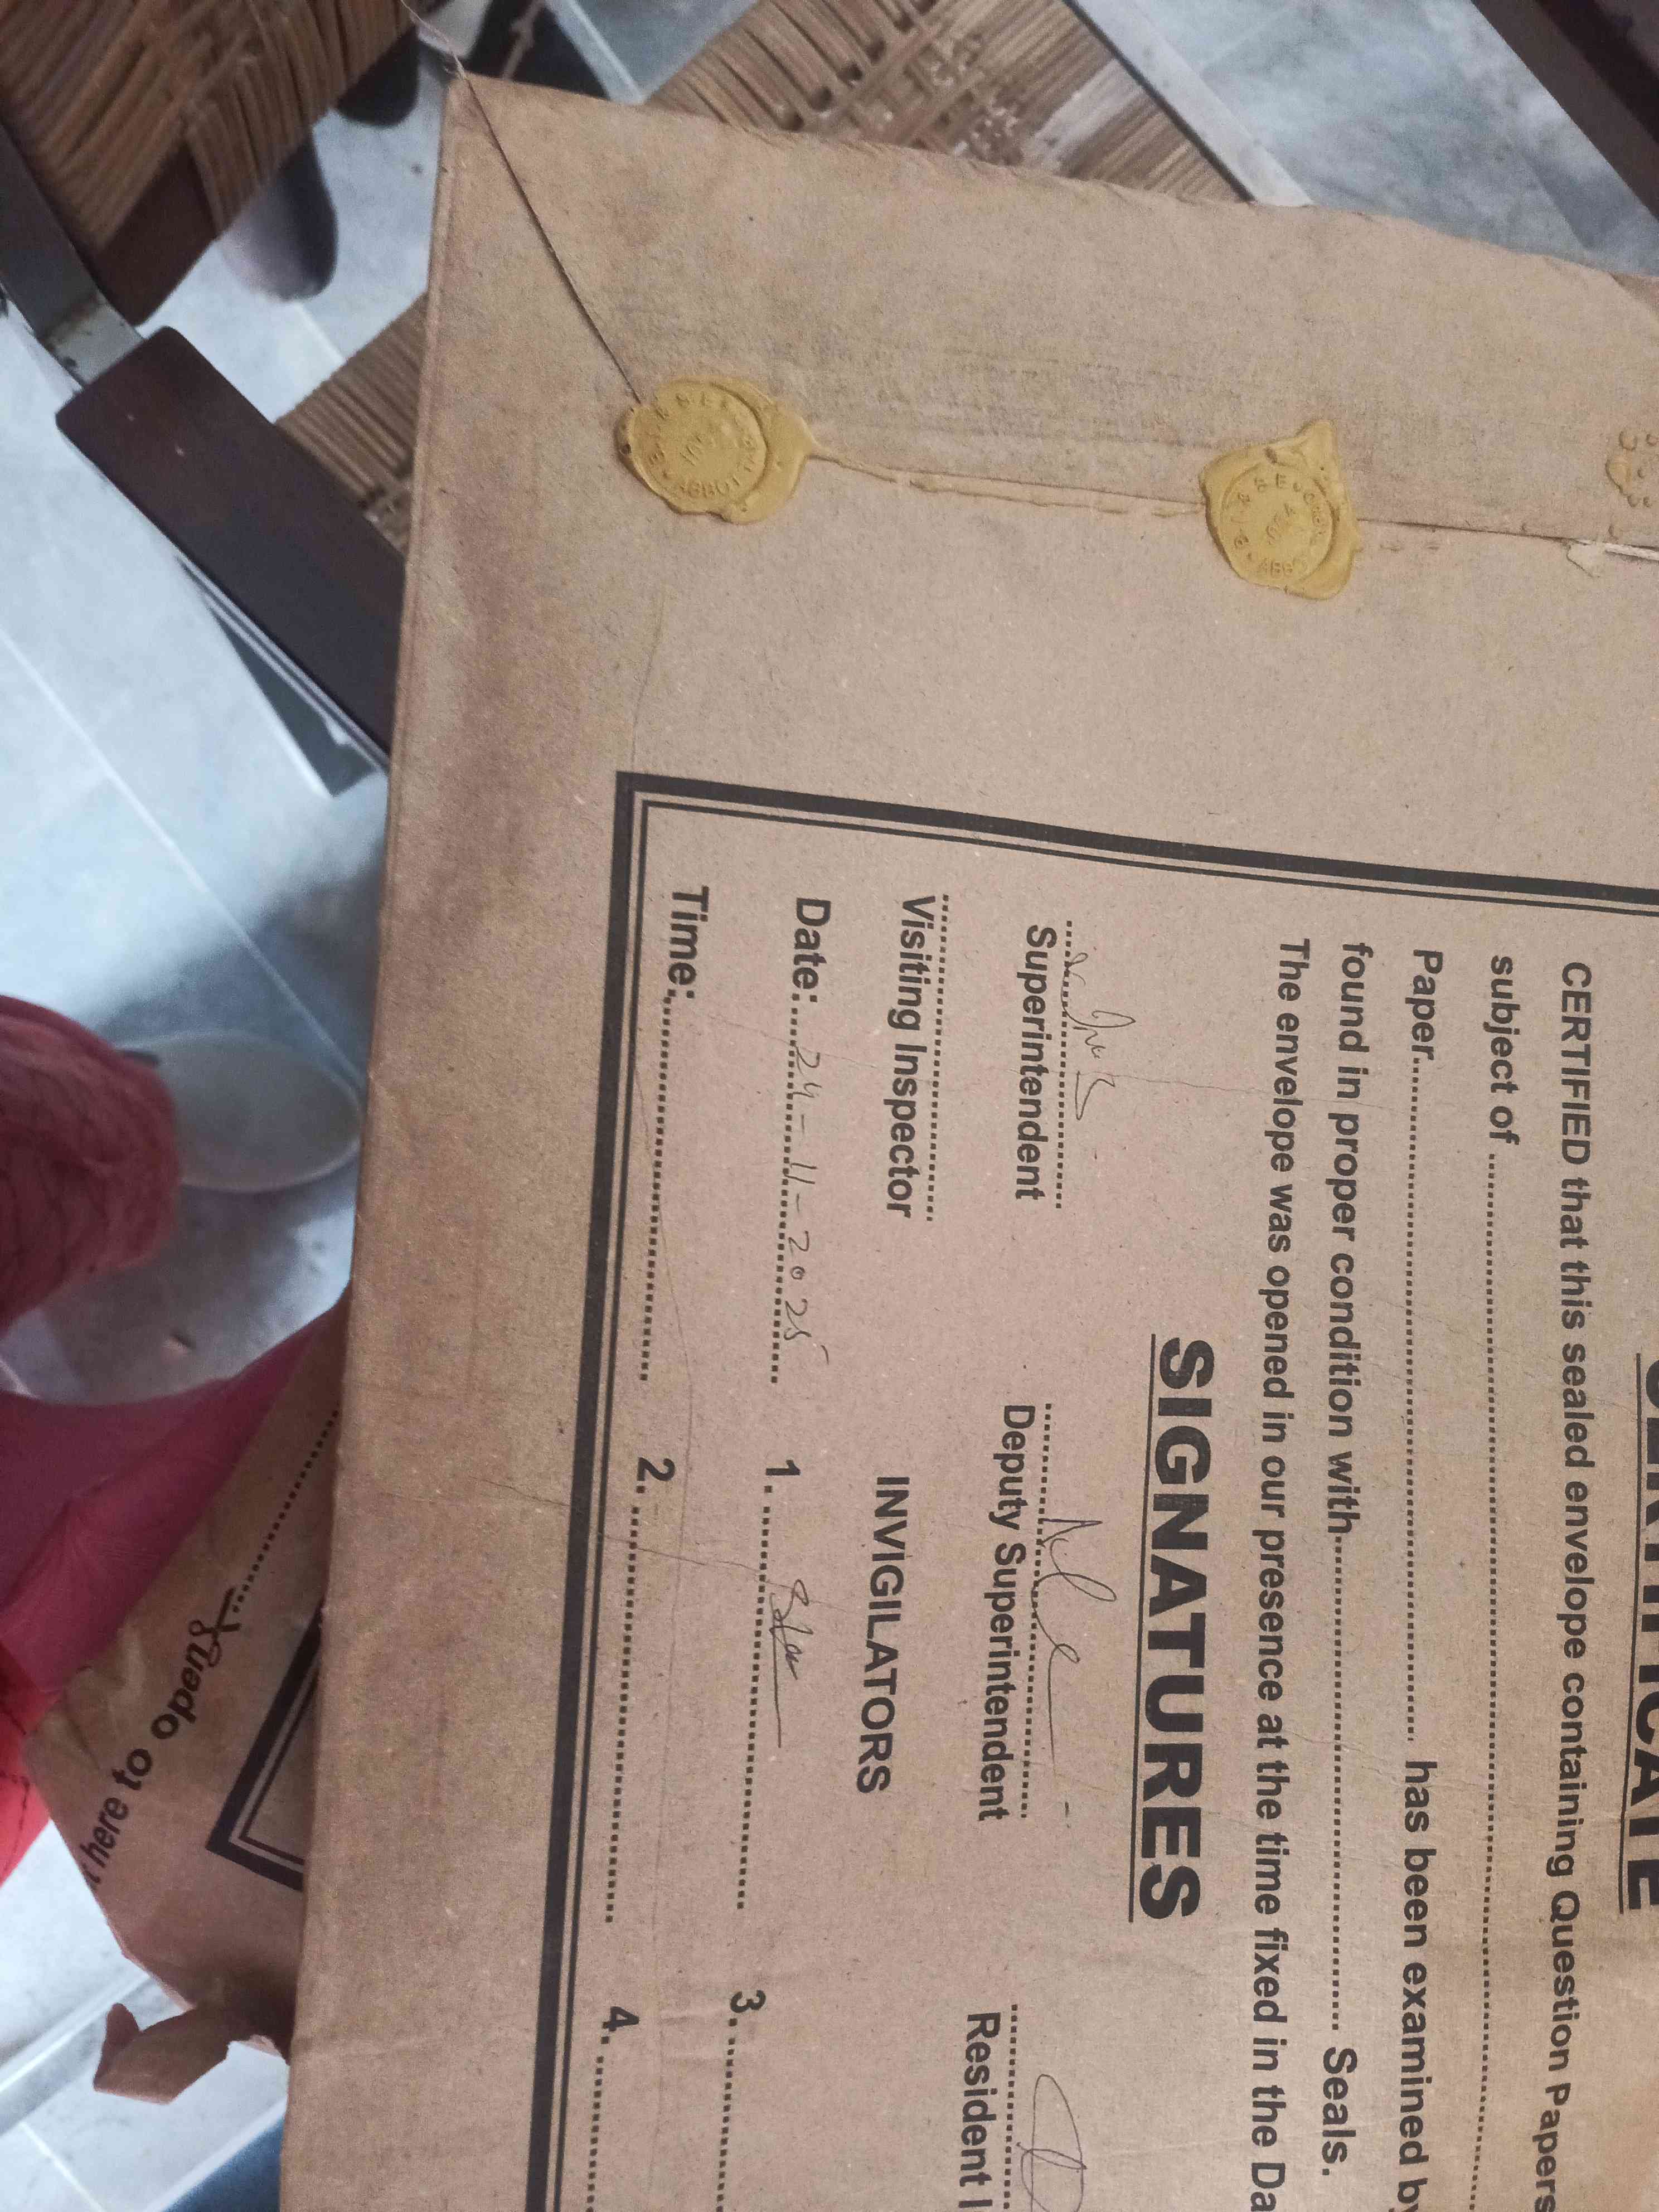 CERTIFICATE
CERTIFIED that this sealed envelope containing Question Papers
subject of
Paper has been examined by
found in proper condition with Seals.
The envelope was opened in our presence at the time fixed in the Da
SIGNATURES
Superintendent Deputy Superintendent Resident I
Visiting Inspector INVIGILATORS
Date: 24-11-2025 1. 3.
Time: 2. 4.
here to open